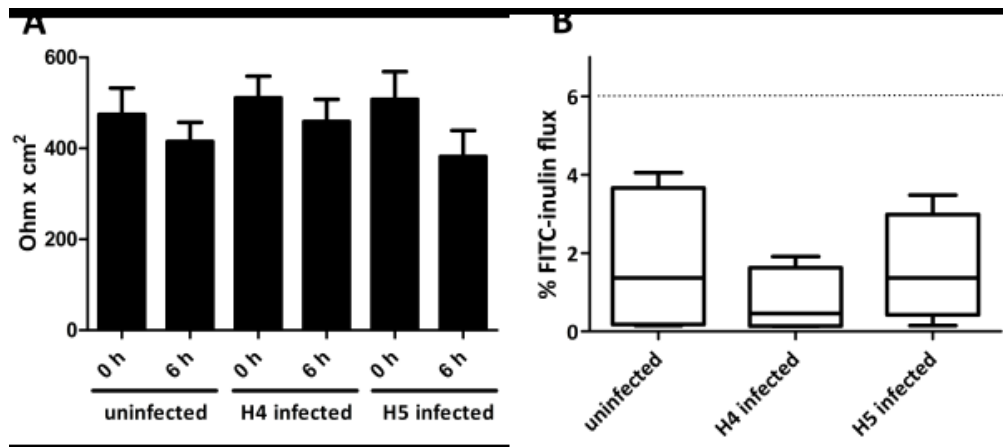 A
600
400
200
0
Ohm x cm²
0 h
6 h
0 h
6 h
0 h
6 h
uninfected
H4 infected
H5 infected
B
6
4
2
0
% FITC-inulin flux
uninfected
H4 infected
H5 infected